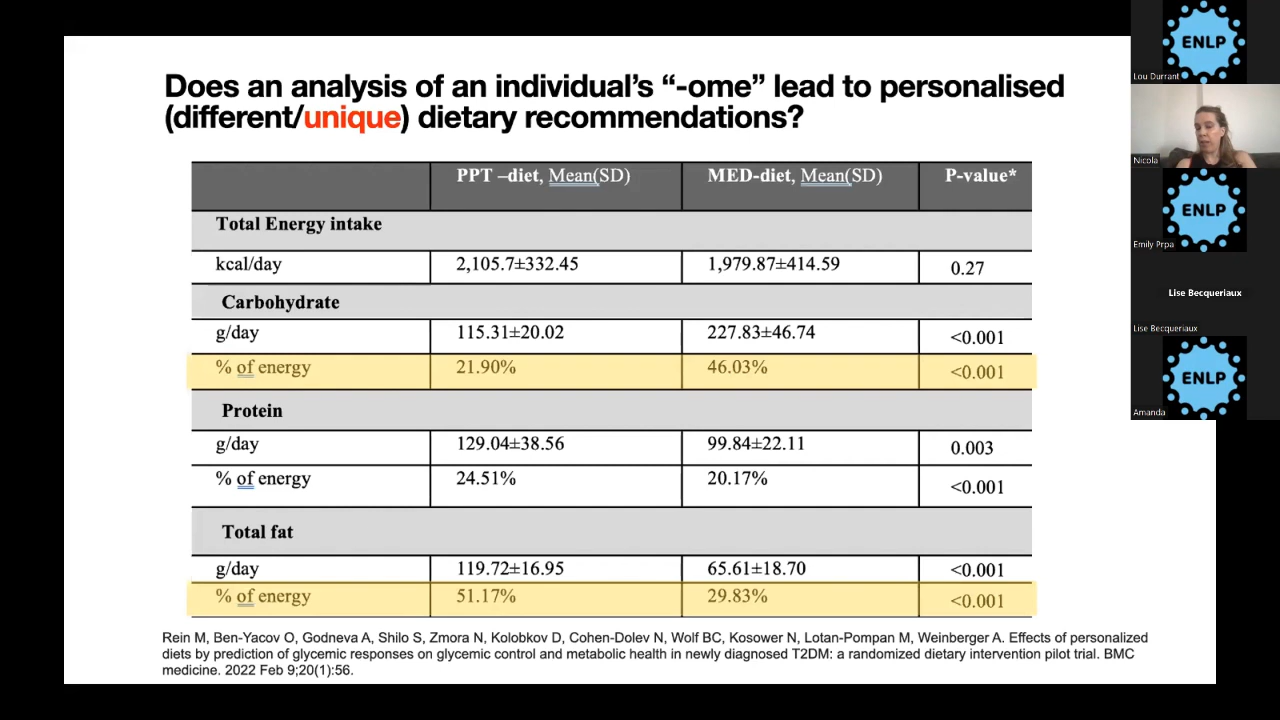 Does an analysis of an individual’s “-ome” lead to personalised
(different/unique) dietary recommendations?
PPT –diet, Mean(SD) MED-diet, Mean(SD) P-value*
Total Energy intake
kcal/day 2,105.7±332.45 1,979.87±414.59 0.27
Carbohydrate
g/day 115.31±20.02 227.83±46.74 <0.001
% of energy 21.90% 46.03% <0.001
Protein
g/day 129.04±38.56 99.84±22.11 0.003
% of energy 24.51% 20.17% <0.001
Total fat
g/day 119.72±16.95 65.61±18.70 <0.001
% of energy 51.17% 29.83% <0.001
Rein M, Ben-Yacov O, Godneva A, Shilo S, Zmora N, Kolobkov D, Cohen-Dolev N, Wolf BC, Kosower N, Lotan-Pompan M, Weinberger A. Effects of personalized
diets by prediction of glycemic responses on glycemic control and metabolic health in newly diagnosed T2DM: a randomized dietary intervention pilot trial. BMC
medicine. 2022 Feb 9;20(1):56.
ENLP
Lou Durrant
Nicola
ENLP
Emily Prpa
Lise Becqueriaux
Lise Becqueriaux
ENLP
Amanda